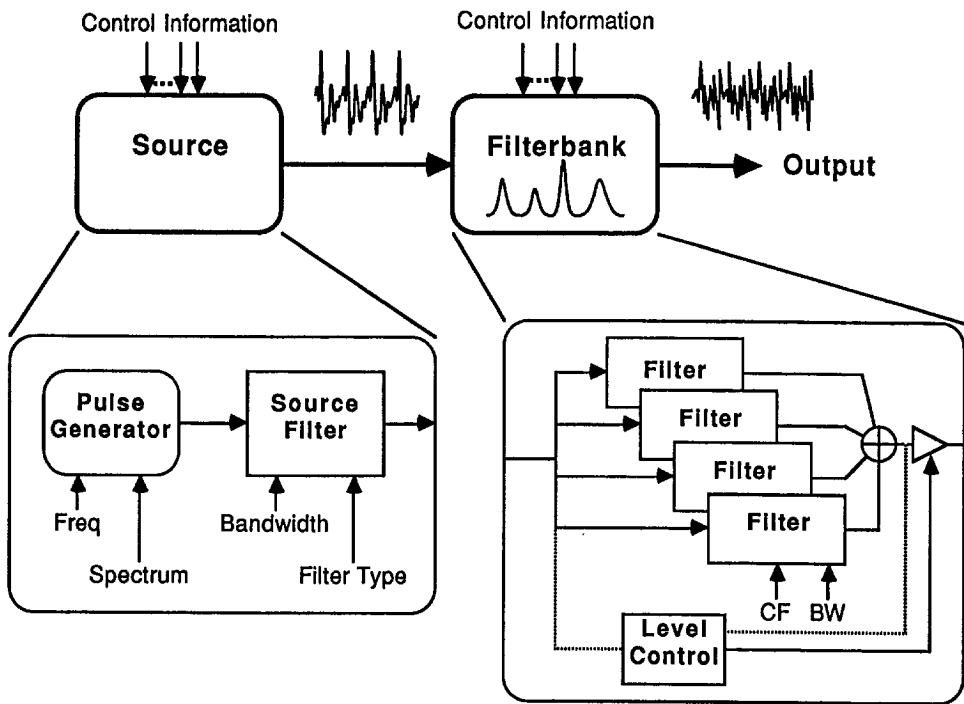 Control Information
Control Information
Source
Filterbank
Output
Pulse
Generator
Source
Filter
Freq
Bandwidth
Spectrum
Filter Type
Filter
Filter
Filter
Filter
CF BW
Level
Control